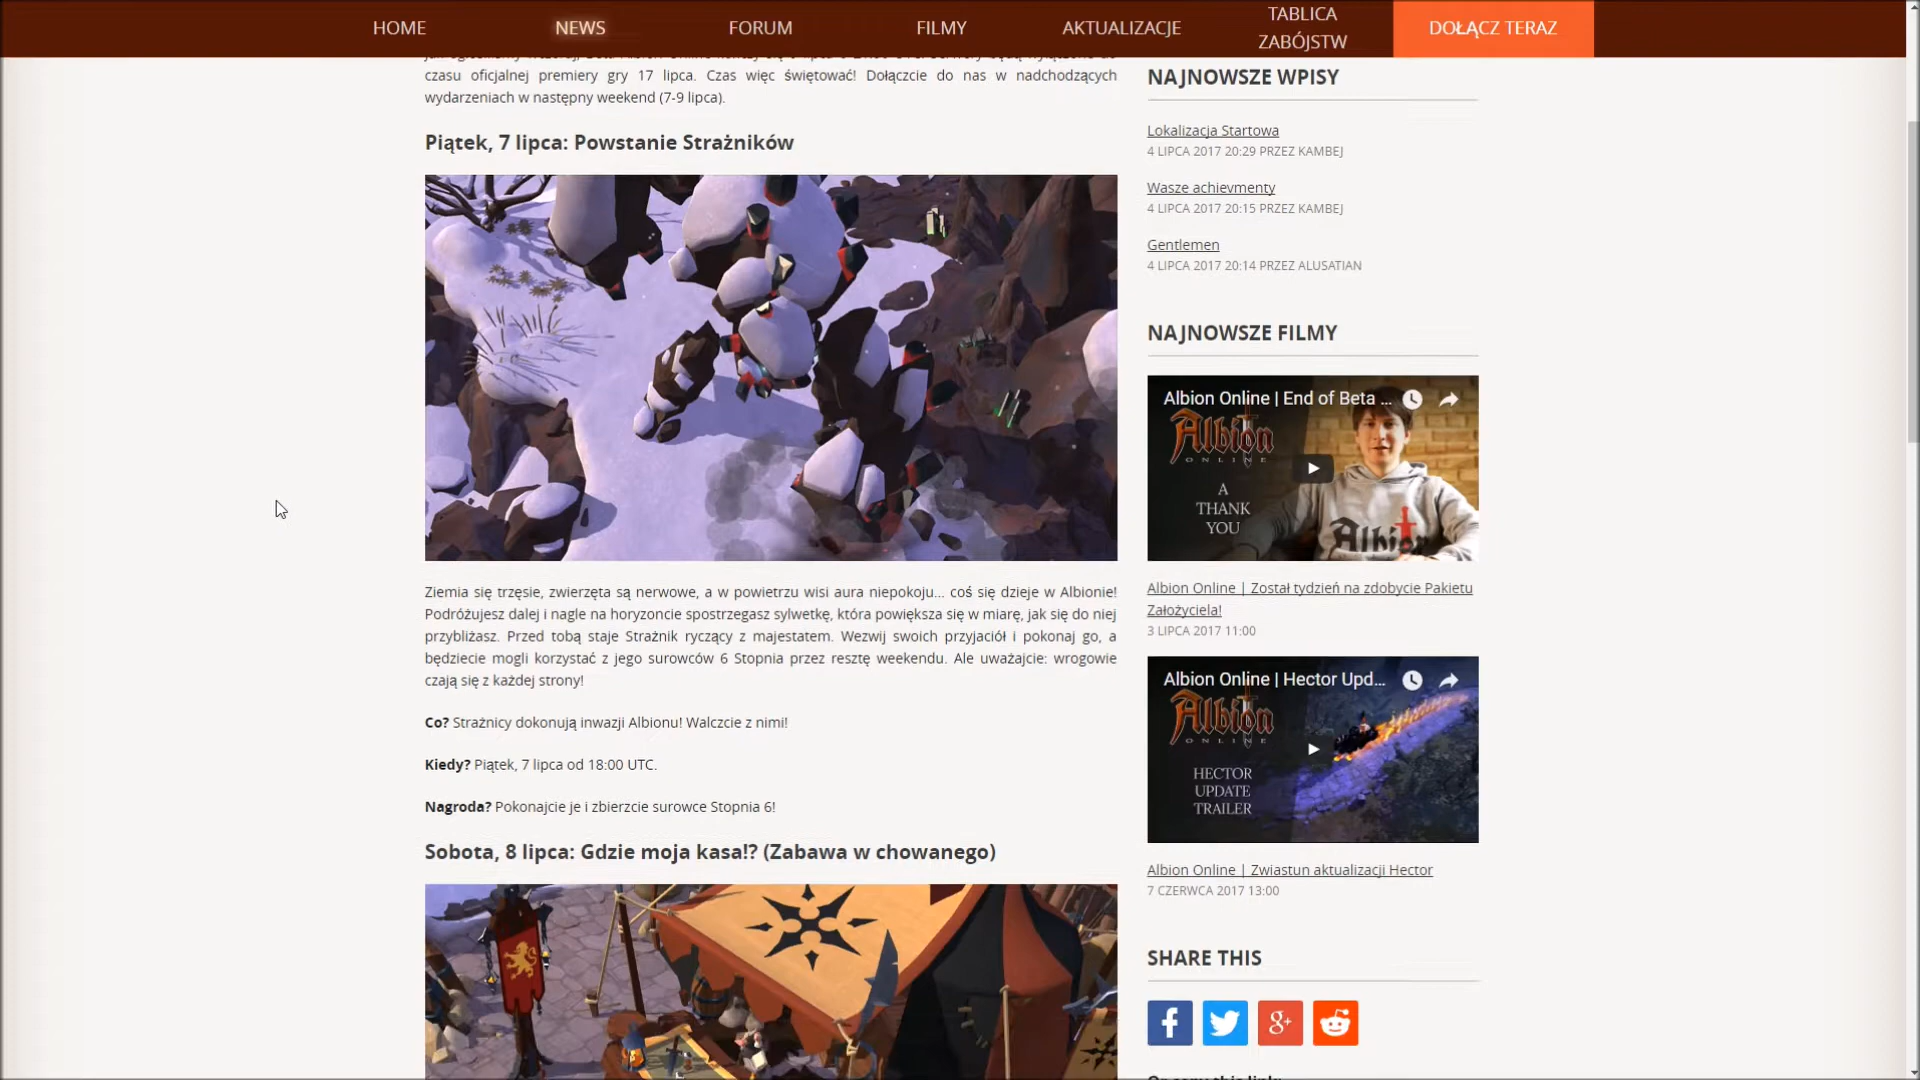 HOME
NEWS
FORUM
FILMY
AKTUALIZACJE
TABLICA
ZABÓJSTW
DOŁĄCZ TERAZ
czasu oficjalnej premiery gry 17 lipca. Czas więc świętować! Dołączcie do nas w nadchodzących
wydarzeniach w następny weekend (7-9 lipca).
Piątek, 7 lipca: Powstanie Strażników
Ziemia się trzęsie, zwierzęta są nerwowe, a w powietrzu wisi aura niepokoju... coś się dzieje w Albionie!
Podróżujesz dalej i nagle na horyzoncie spostrzegasz sylwetkę, która powiększa się w miarę, jak się do niej
przybliżasz. Przed tobą staje Strażnik ryczący z majestatem. Wezwij swoich przyjaciół i pokonaj go, a
będziecie mogli korzystać z jego surowców 6 Stopnia przez resztę weekendu. Ale uważajcie: wrogowie
czają się z każdej strony!
Co? Strażnicy dokonują inwazji Albionu! Walczcie z nimi!
Kiedy? Piątek, 7 lipca od 18:00 UTC.
Nagroda? Pokonajcie je i zbierzcie surowce Stopnia 6!
Sobota, 8 lipca: Gdzie moja kasa!? (Zabawa w chowanego)
NAJNOWSZE WPISY
Lokalizacja Startowa
4 LIPCA 2017 20:29 PRZEZ KAMBEJ
Wasze achievmenty
4 LIPCA 2017 20:15 PRZEZ KAMBEJ
Gentlemen
4 LIPCA 2017 20:14 PRZEZ ALUSATIAN
NAJNOWSZE FILMY
Albion Online | End of Beta ...
Albion
ONLINE
A
THANK
YOU
Albion
Albion Online | Został tydzień na zdobycie Pakietu
Założyciela!
3 LIPCA 2017 11:00
Albion Online | Hector Upd...
Albion
ONLINE
HECTOR
UPDATE
TRAILER
Albion Online | Zwiastun aktualizacji Hector
7 CZERWCA 2017 13:00
SHARE THIS
f
g+